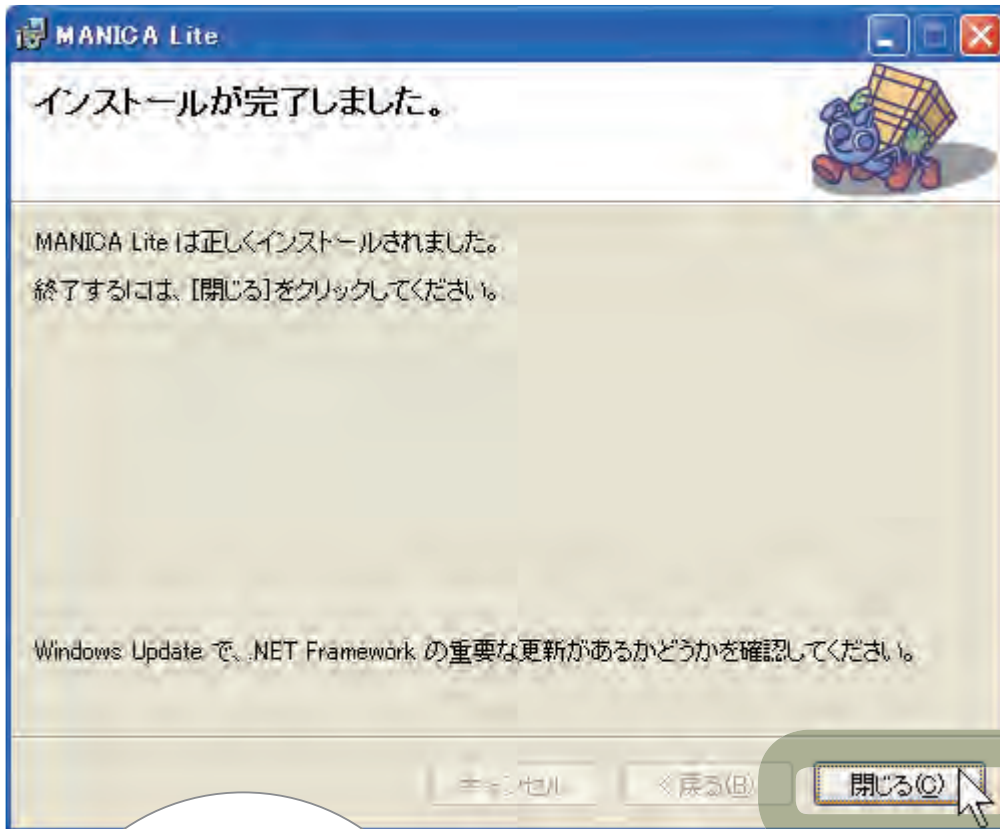 MANICA Lite
インストールが完了しました。
MANICA Lite は正しくインストールされました。
終了するには、[閉じる]をクリックしてください。
Windows Update で、.NET Framework の重要な更新があるかどうかを確認してください。
キャンセル
< 戻る(B)
閉じる(C)